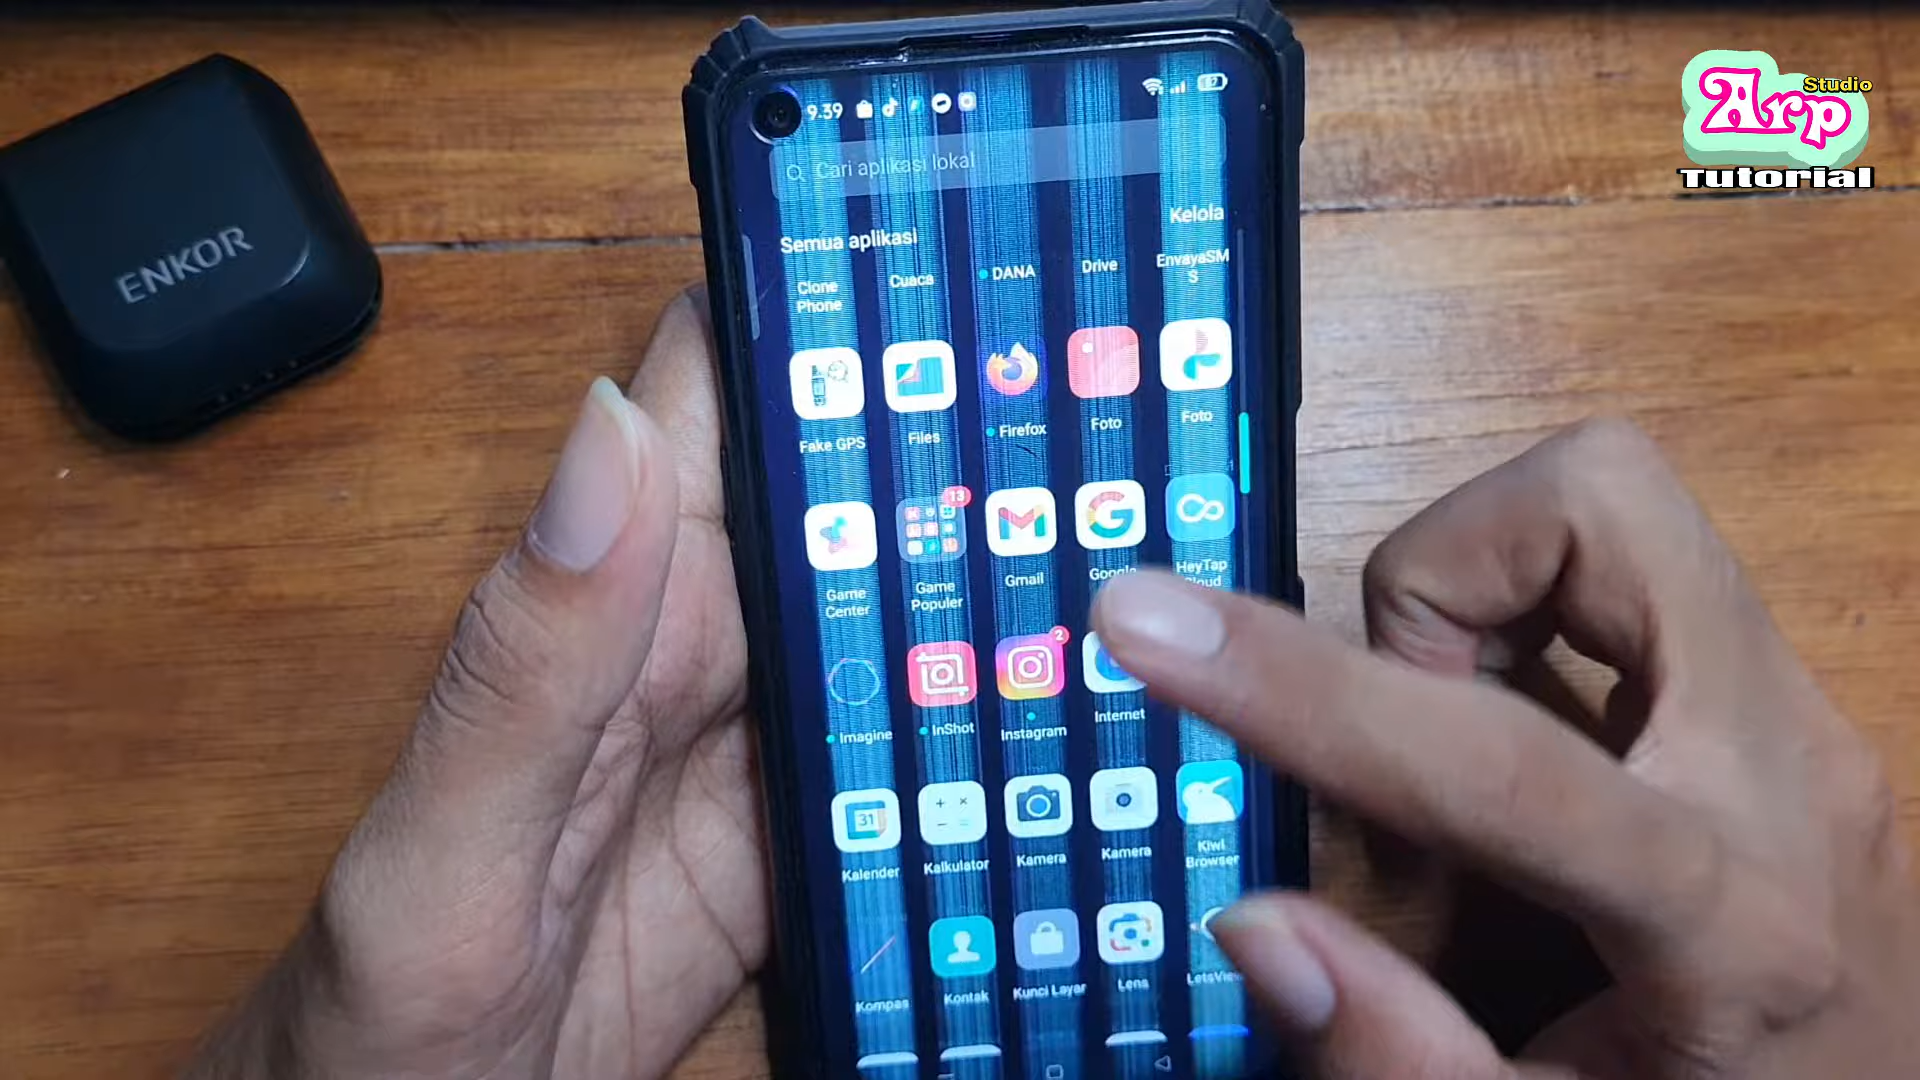 Studio
Arp
Tutorial
ENKOR
9.39
Cari aplikasi lokal
Semua aplikasi
Kelola
Clone
Phone
Cuaca
DANA
Drive
EnvayaSM
S
Fake GPS
Files
Firefox
Foto
Foto
13
Game
Center
Game
Populer
Gmail
Google
HeyTap
Cloud
2
Imagine
InShot
Instagram
Internet
31
Kalender
Kalkulator
Kamera
Kamera
Kiwi
Browser
Kompas
Kontak
Kunci Layar
Lens